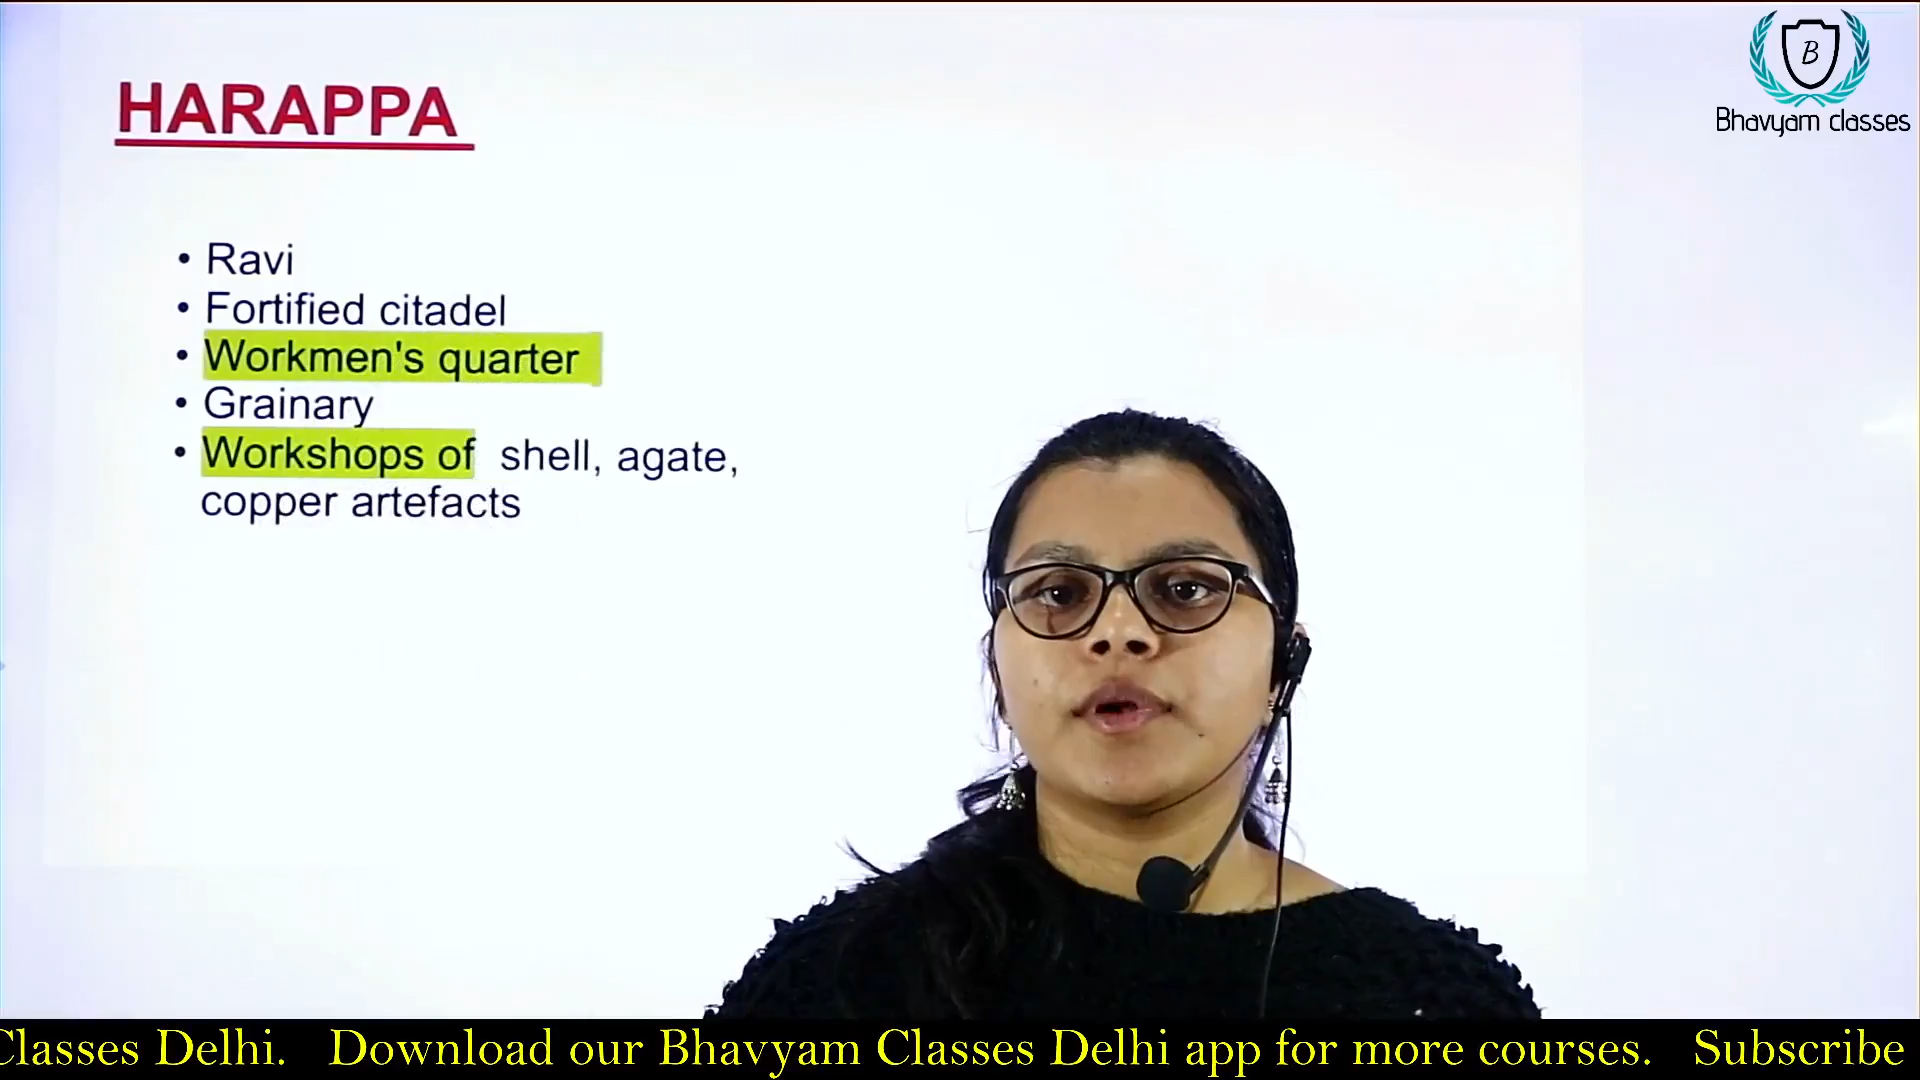 B
Bhavyam classes
HARAPPA
• Ravi
• Fortified citadel
• Workmen's quarter
• Grainary
• Workshops of shell, agate,
copper artefacts
Classes Delhi. Download our Bhavyam Classes Delhi app for more courses. Subscribe